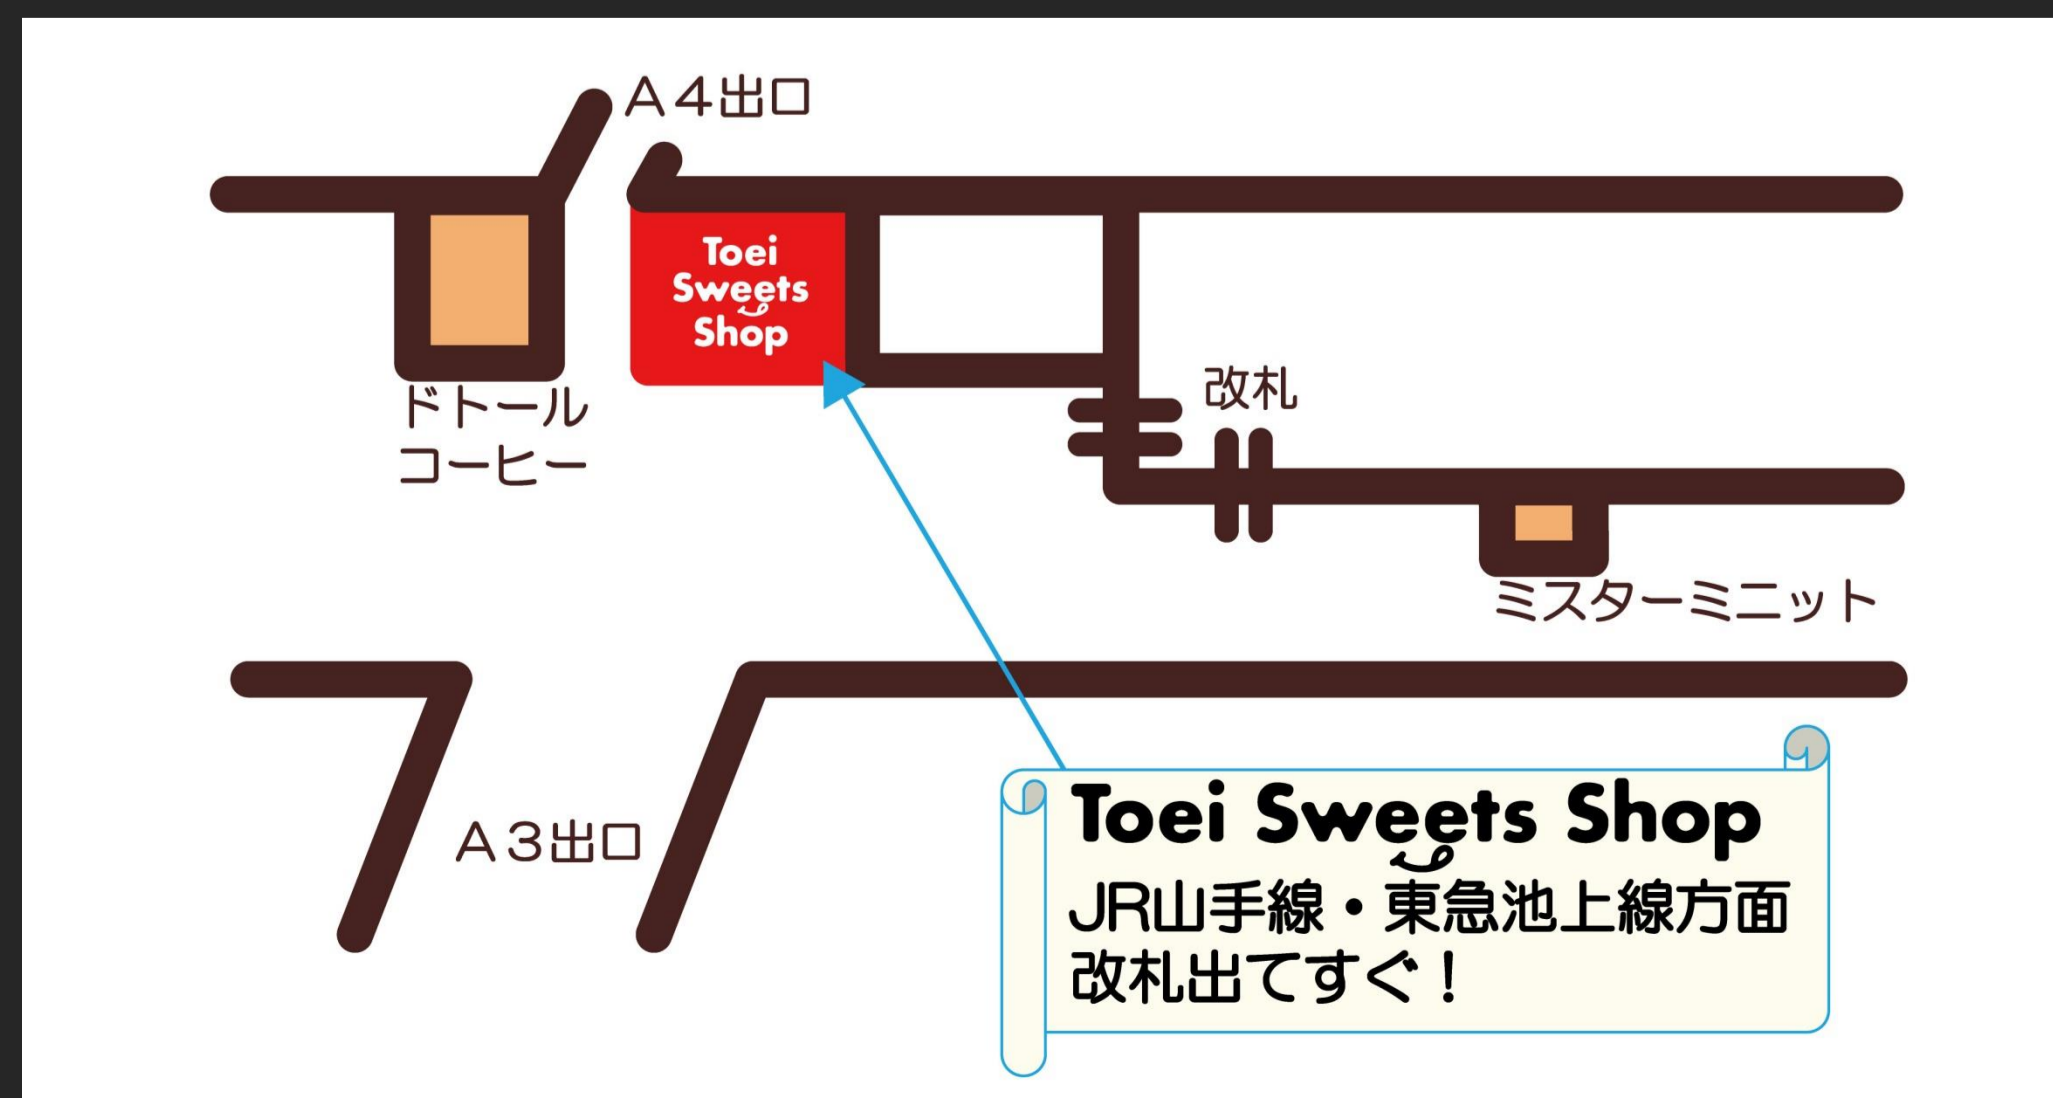 A4出口
Toei
Sweets
Shop
ドトール
コーヒー
改札
ミスターミニット
A3出口
Toei Sweets Shop
JR山手線・東急池上線方面
改札出てすぐ！